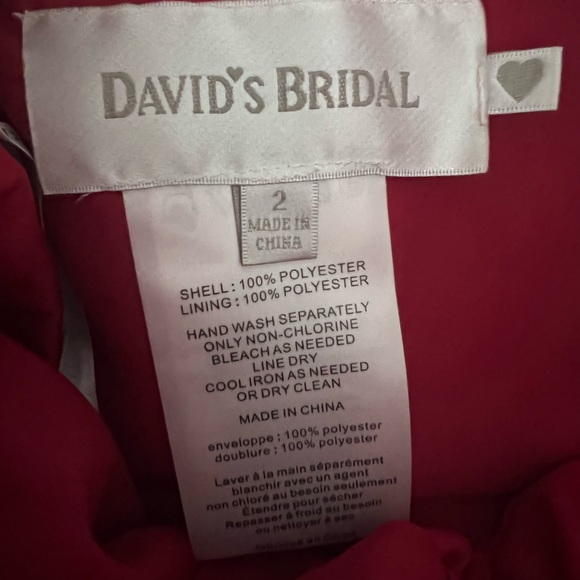 DAVID'S BRIDAL
2
MADE IN
CHINA
SHELL : 100% POLYESTER
LINING : 100% POLYESTER
HAND WASH SEPARATELY
ONLY NON-CHLORINE
BLEACH AS NEEDED
LINE DRY
COOL IRON AS NEEDED
OR DRY CLEAN
MADE IN CHINA
enveloppe : 100% polyester
doublure : 100% polyester
Laver à la main séparément
blanchir avec un agent
non chloré au besoin seulement
Étendre pour sécher
Repasser à froid au besoin
ou nettoyer à sec
fabriqué en Chine